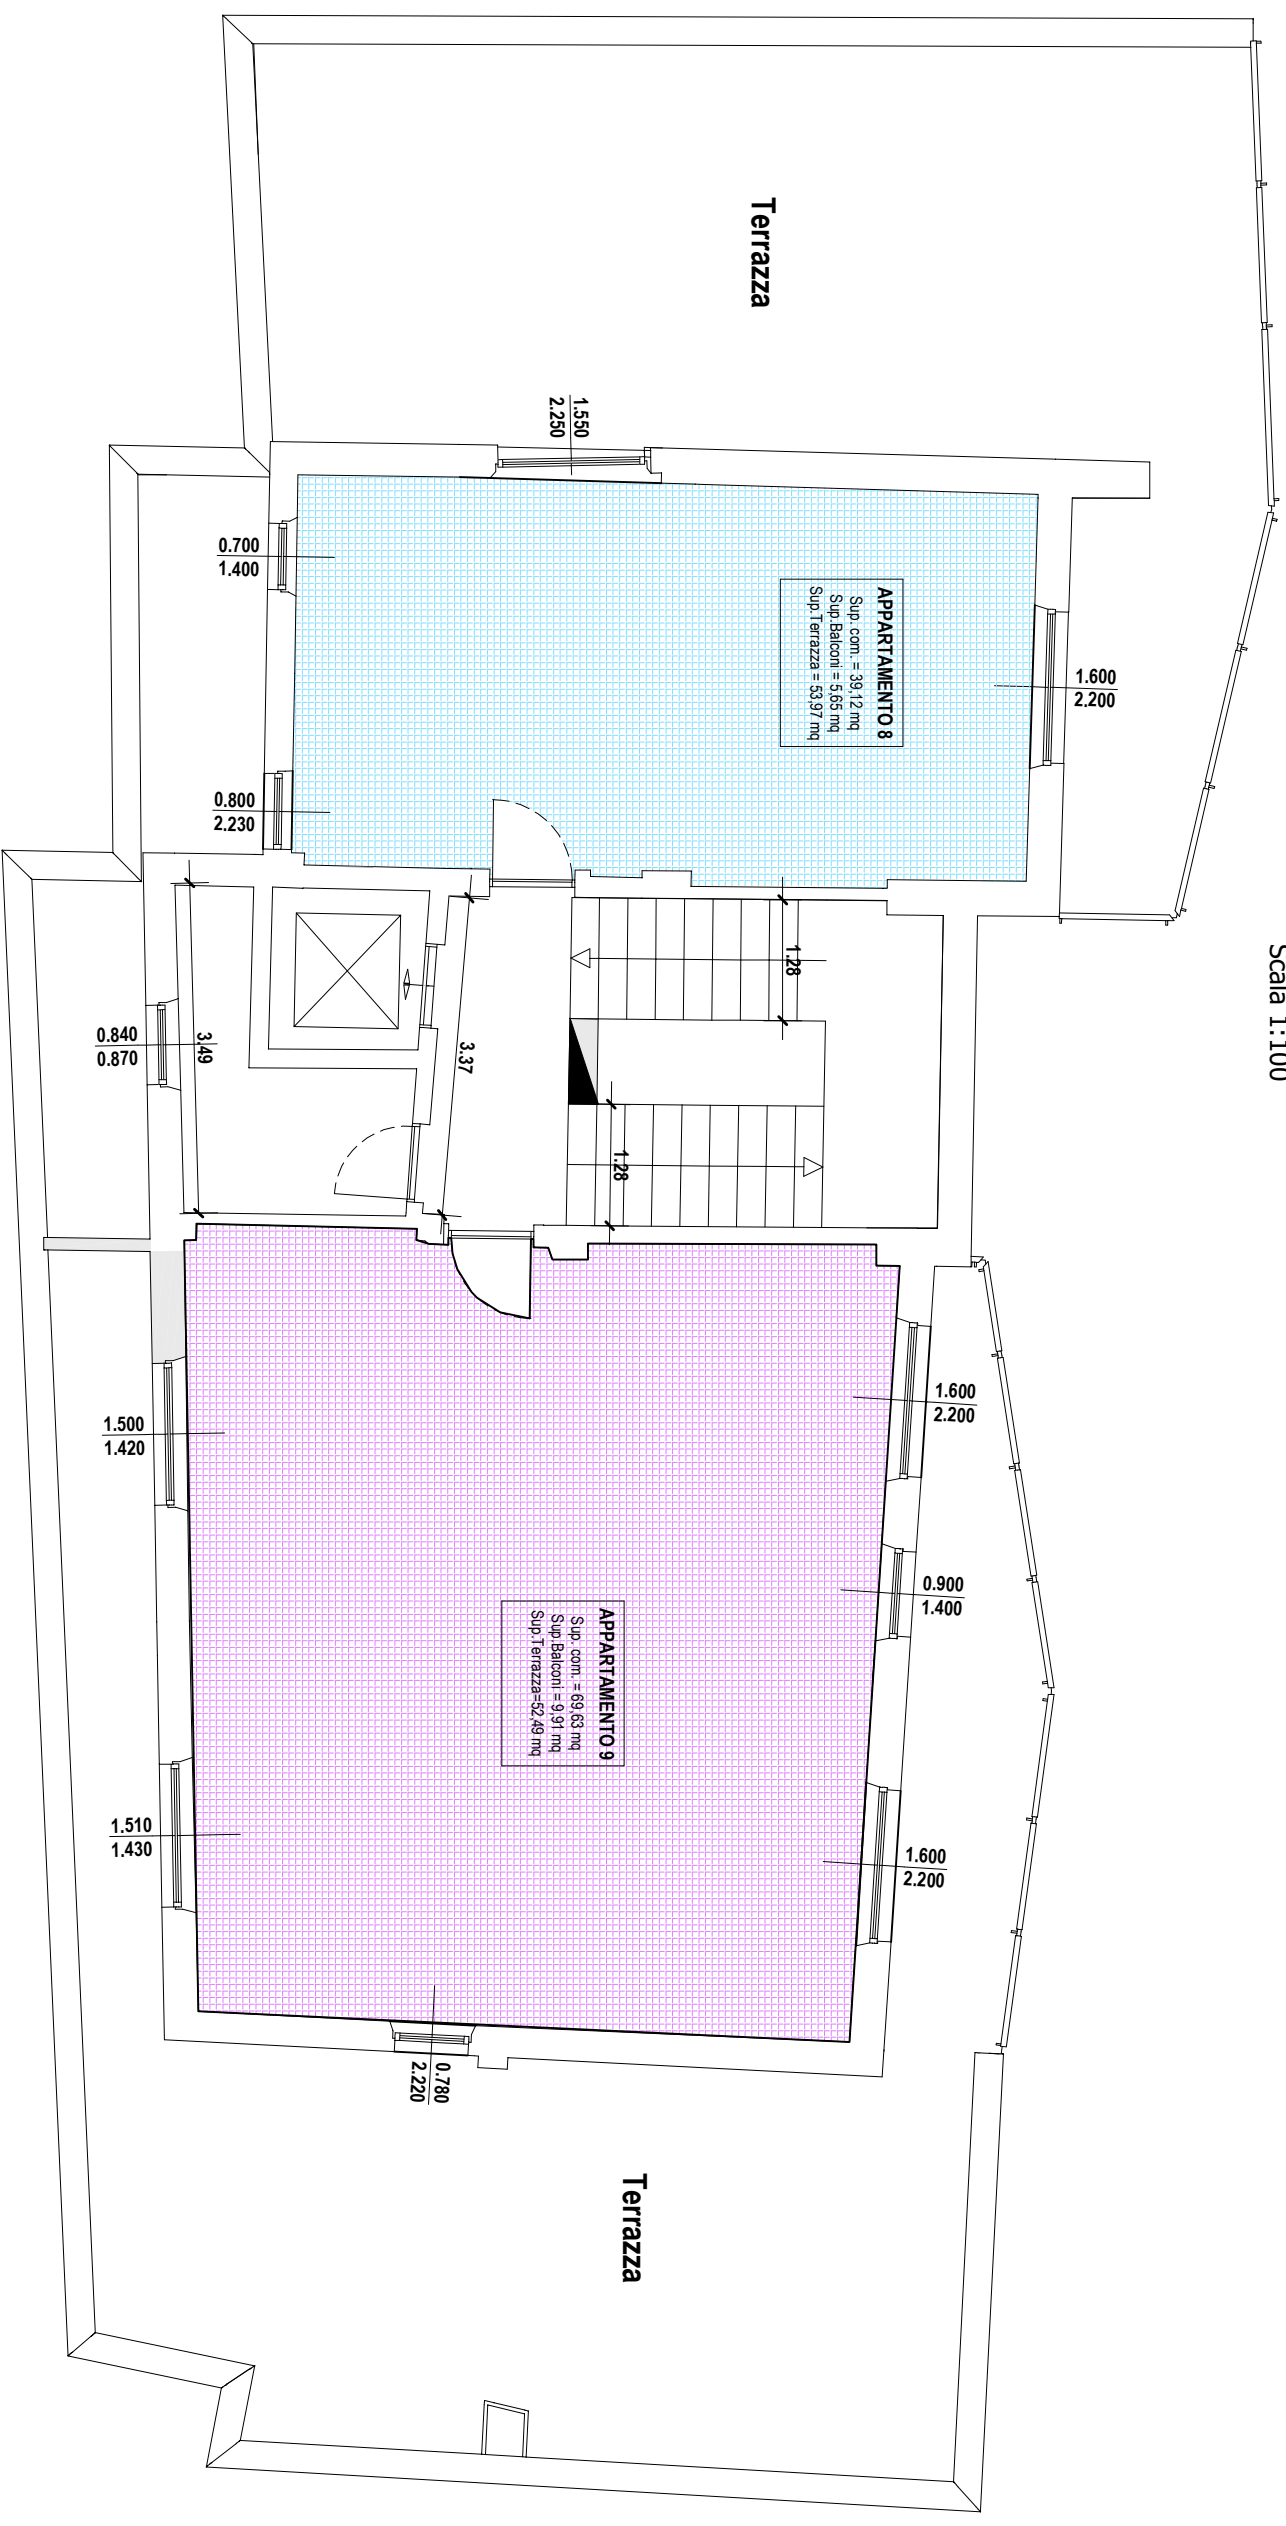 Scala 1:100
Terrazza
1.550
2.250
0.700
1.400
APPARTAMENTO 8
Sup. com. = 39,12 mq
Sup.Balconi = 5,65 mq
Sup.Terrazza = 53,97 mq
1.600
2.200
0.800
2.230
1.28
3.37
3.49
0.840
0.870
1.28
1.600
2.200
1.500
1.420
0.900
1.400
APPARTAMENTO 9
Sup. com. = 69,63 mq
Sup.Balconi = 9,91 mq
Sup.Terrazza=52,49 mq
1.510
1.430
1.600
2.200
0.780
2.220
Terrazza